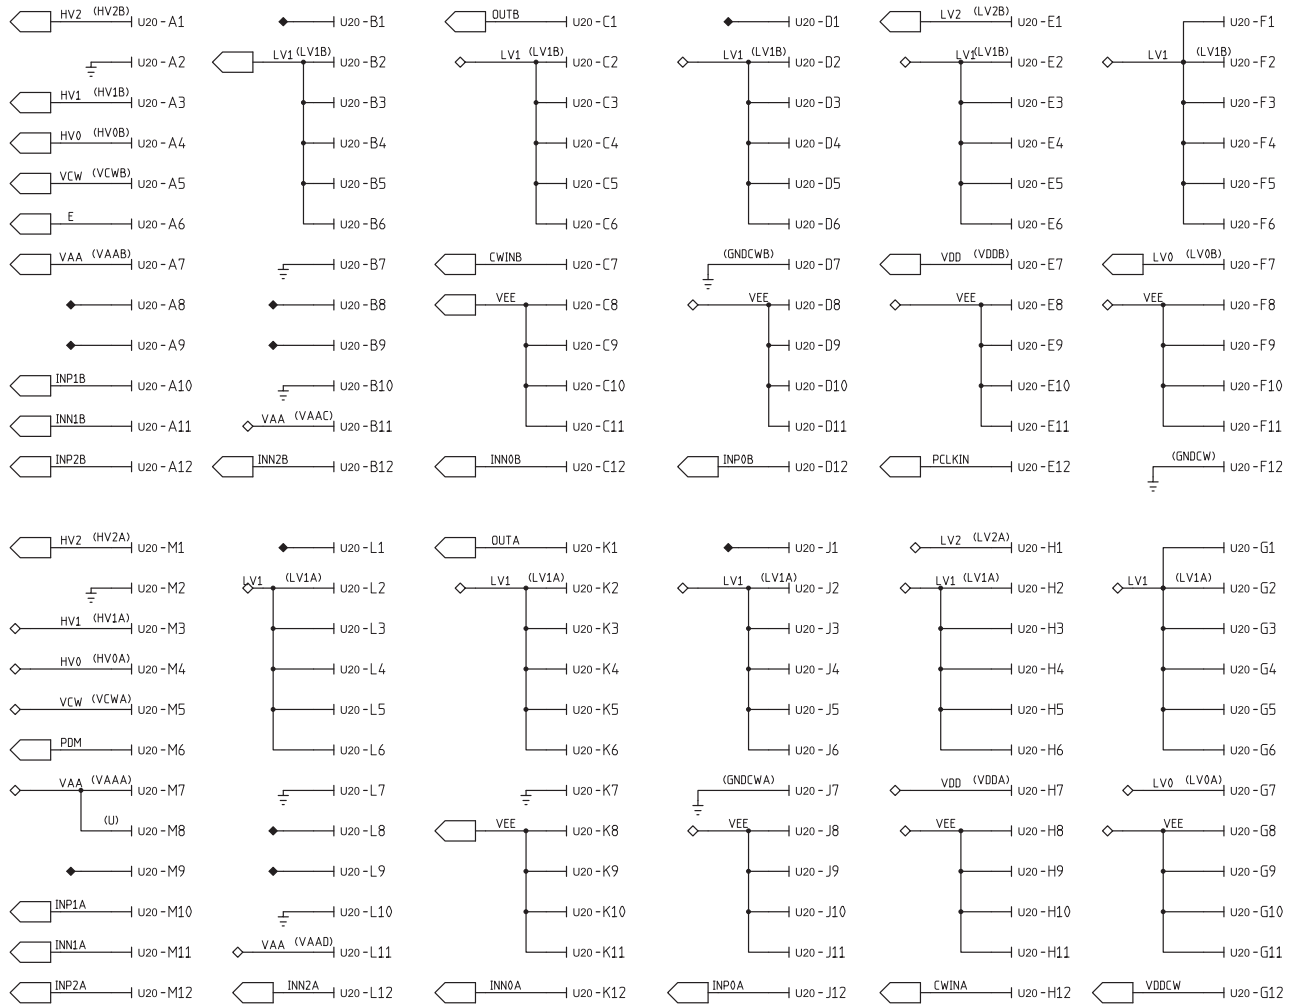 HV2 (HV2B) U20 -A1 U20 -B1 OUTB U20 -C1 U20 -D1 LV2 (LV2B) U20 -E1 U20 -F1
U20 -A2 LV1 (LV1B) U20 -B2 LV1 (LV1B) U20 -C2 LV1 (LV1B) U20 -D2 LV1 (LV1B) U20 -E2 LV1 (LV1B) U20 -F2
HV1 (HV1B) U20 -A3 U20 -B3 U20 -C3 U20 -D3 U20 -E3 U20 -F3
HV0 (HV0B) U20 -A4 U20 -B4 U20 -C4 U20 -D4 U20 -E4 U20 -F4
VCW (VCWB) U20 -A5 U20 -B5 U20 -C5 U20 -D5 U20 -E5 U20 -F5
E U20 -A6 U20 -B6 U20 -C6 U20 -D6 U20 -E6 U20 -F6
VAA (VAAB) U20 -A7 U20 -B7 CWINB U20 -C7 (GNDCWB) U20 -D7 VDD (VDDB) U20 -E7 LV0 (LV0B) U20 -F7
U20 -A8 U20 -B8 VEE U20 -C8 VEE U20 -D8 VEE U20 -E8 VEE U20 -F8
U20 -A9 U20 -B9 U20 -C9 U20 -D9 U20 -E9 U20 -F9
INP1B U20 -A10 U20 -B10 U20 -C10 U20 -D10 U20 -E10 U20 -F10
INN1B U20 -A11 VAA (VAAC) U20 -B11 U20 -C11 U20 -D11 U20 -E11 U20 -F11
INP2B U20 -A12 INN2B U20 -B12 INN0B U20 -C12 INP0B U20 -D12 PCLKIN U20 -E12 (GNDCW) U20 -F12
HV2 (HV2A) U20 -M1 U20 -L1 OUTA U20 -K1 U20 -J1 LV2 (LV2A) U20 -H1 U20 -G1
U20 -M2 LV1 (LV1A) U20 -L2 LV1 (LV1A) U20 -K2 LV1 (LV1A) U20 -J2 LV1 (LV1A) U20 -H2 LV1 (LV1A) U20 -G2
HV1 (HV1A) U20 -M3 U20 -L3 U20 -K3 U20 -J3 U20 -H3 U20 -G3
HV0 (HV0A) U20 -M4 U20 -L4 U20 -K4 U20 -J4 U20 -H4 U20 -G4
VCW (VCWA) U20 -M5 U20 -L5 U20 -K5 U20 -J5 U20 -H5 U20 -G5
PDM U20 -M6 U20 -L6 U20 -K6 U20 -J6 U20 -H6 U20 -G6
VAA (VAAA) U20 -M7 U20 -L7 U20 -K7 (GNDCWA) U20 -J7 VDD (VDDA) U20 -H7 LV0 (LV0A) U20 -G7
(U) U20 -M8 U20 -L8 VEE U20 -K8 VEE U20 -J8 VEE U20 -H8 VEE U20 -G8
U20 -M9 U20 -L9 U20 -K9 U20 -J9 U20 -H9 U20 -G9
INP1A U20 -M10 U20 -L10 U20 -K10 U20 -J10 U20 -H10 U20 -G10
INN1A U20 -M11 VAA (VAAD) U20 -L11 U20 -K11 U20 -J11 U20 -H11 U20 -G11
INP2A U20 -M12 INN2A U20 -L12 INN0A U20 -K12 INP0A U20 -J12 CWINA U20 -H12 VDDCW U20 -G12